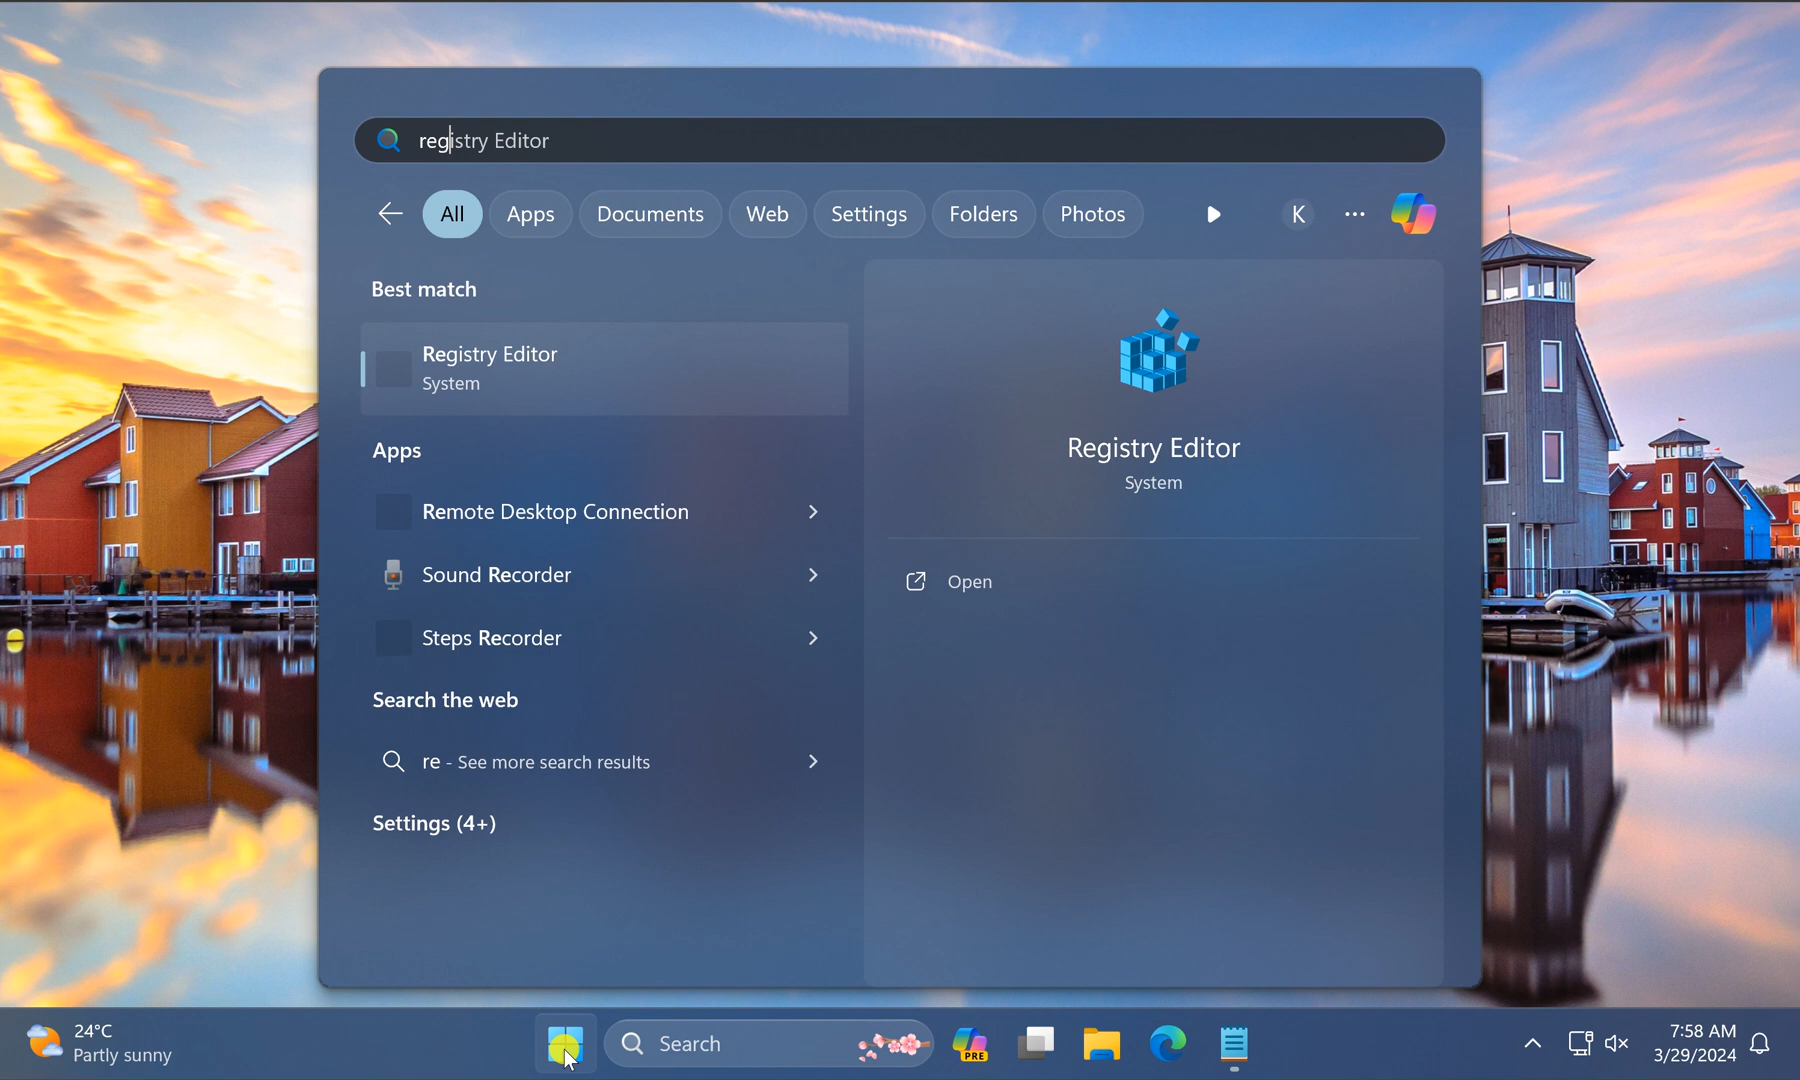 registry Editor
All Apps Documents Web Settings Folders Photos K
Best match
Registry Editor
System
Apps
Remote Desktop Connection
Sound Recorder
Steps Recorder
Search the web
re - See more search results
Settings (4+)
Registry Editor
System
Open
24°C
Partly sunny
Search
PRE
7:58 AM
3/29/2024